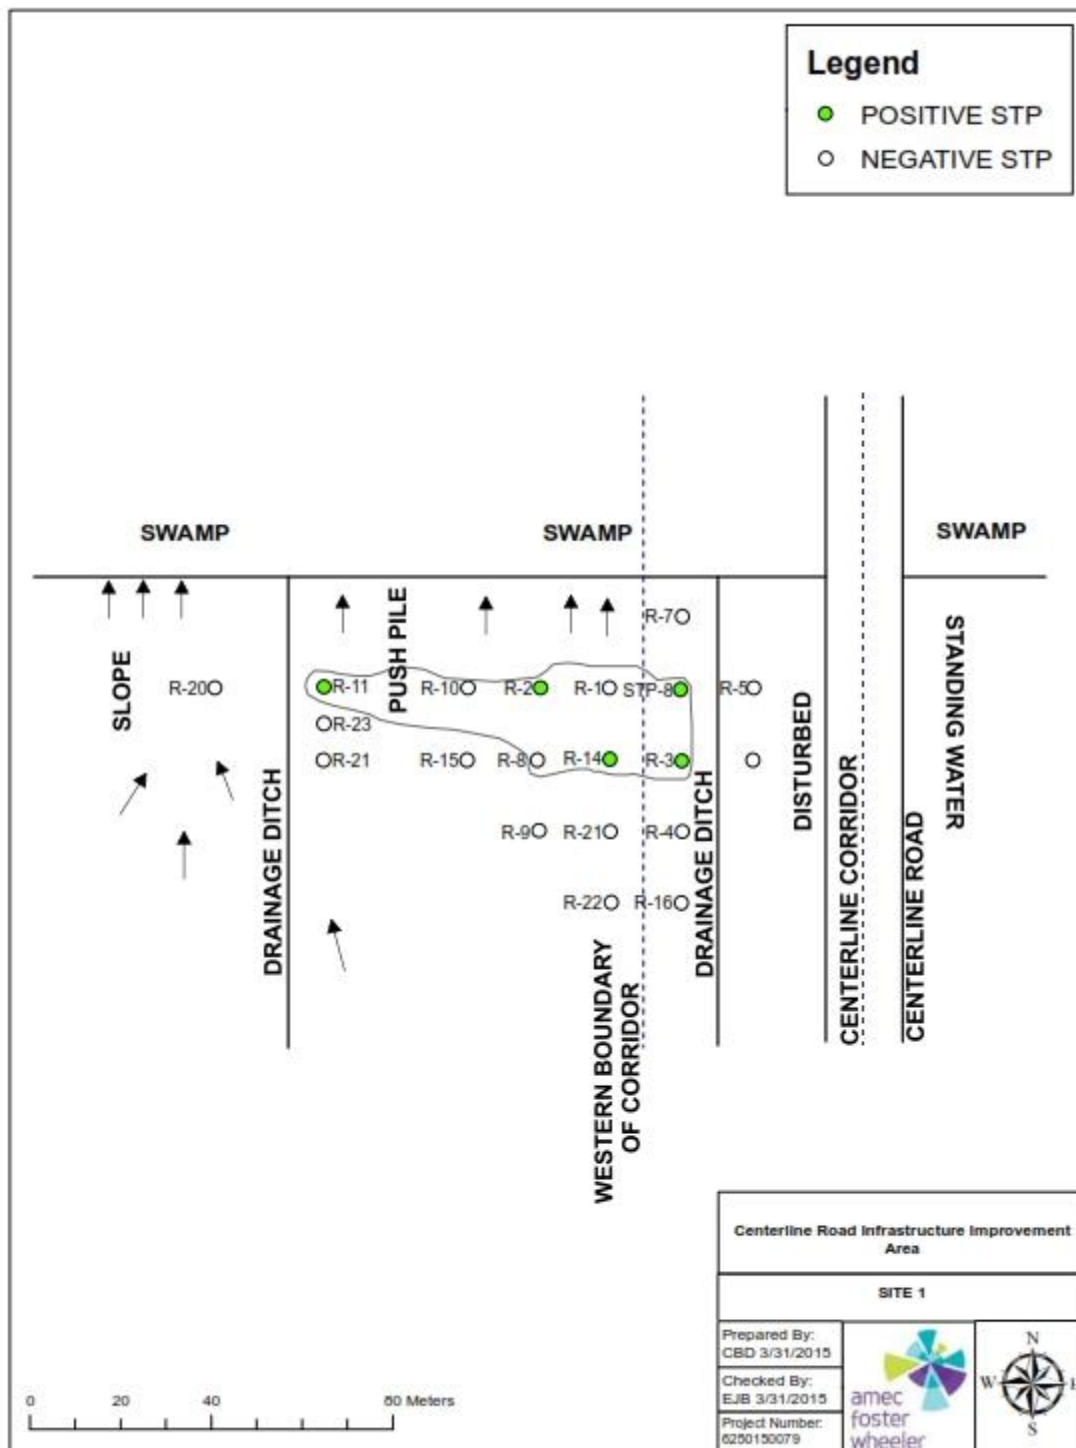 Legend
POSITIVE STP
NEGATIVE STP
SWAMP
SWAMP
SWAMP
R-7
SLOPE
PUSH PILE
STANDING WATER
R-20
R-11
R-10
R-2
R-1
STP-8
R-5
R-23
R-21
R-15
R-8
R-14
R-3
DISTURBED
DRAINAGE DITCH
DRAINAGE DITCH
R-9
R-21
R-4
CENTERLINE CORRIDOR
CENTERLINE ROAD
R-22
R-16
WESTERN BOUNDARY
OF CORRIDOR
Centerline Road Infrastructure Improvement
Area
SITE 1
Prepared By:
CBD 3/31/2015
Checked By:
EJB 3/31/2015
Project Number:
6250150079
amec
foster
wheeler
N
W
E
S
0 20 40 80 Meters